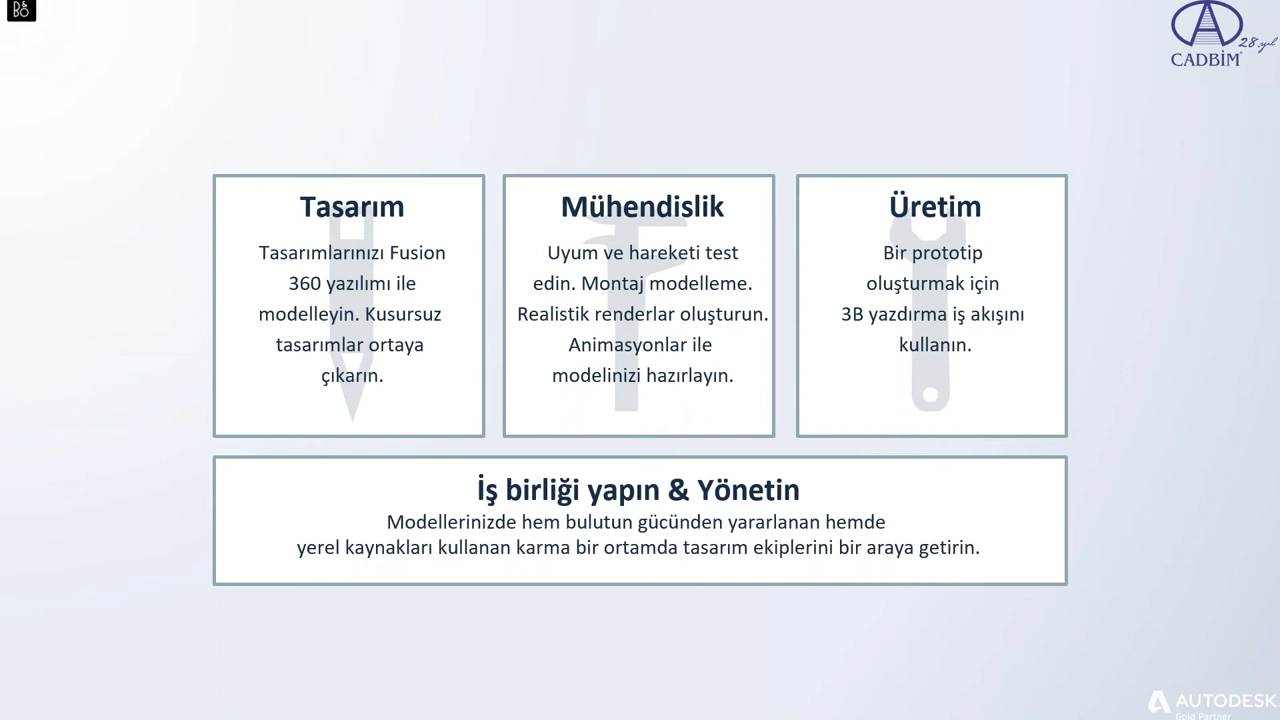 B&
BO
28.yıl
CADBİM
Tasarım
Tasarımlarınızı Fusion
360 yazılımı ile
modelleyin. Kusursuz
tasarımlar ortaya
çıkarın.
Mühendislik
Uyum ve hareketi test
edin. Montaj modelleme.
Realistik renderlar oluşturun.
Animasyonlar ile
modelinizi hazırlayın.
Üretim
Bir prototip
oluşturmak için
3B yazdırma iş akışını
kullanın.
İş birliği yapın & Yönetin
Modellerinizde hem bulutun gücünden yararlanan hemde
yerel kaynakları kullanan karma bir ortamda tasarım ekiplerini bir araya getirin.
AUTODESK
Gold Partner